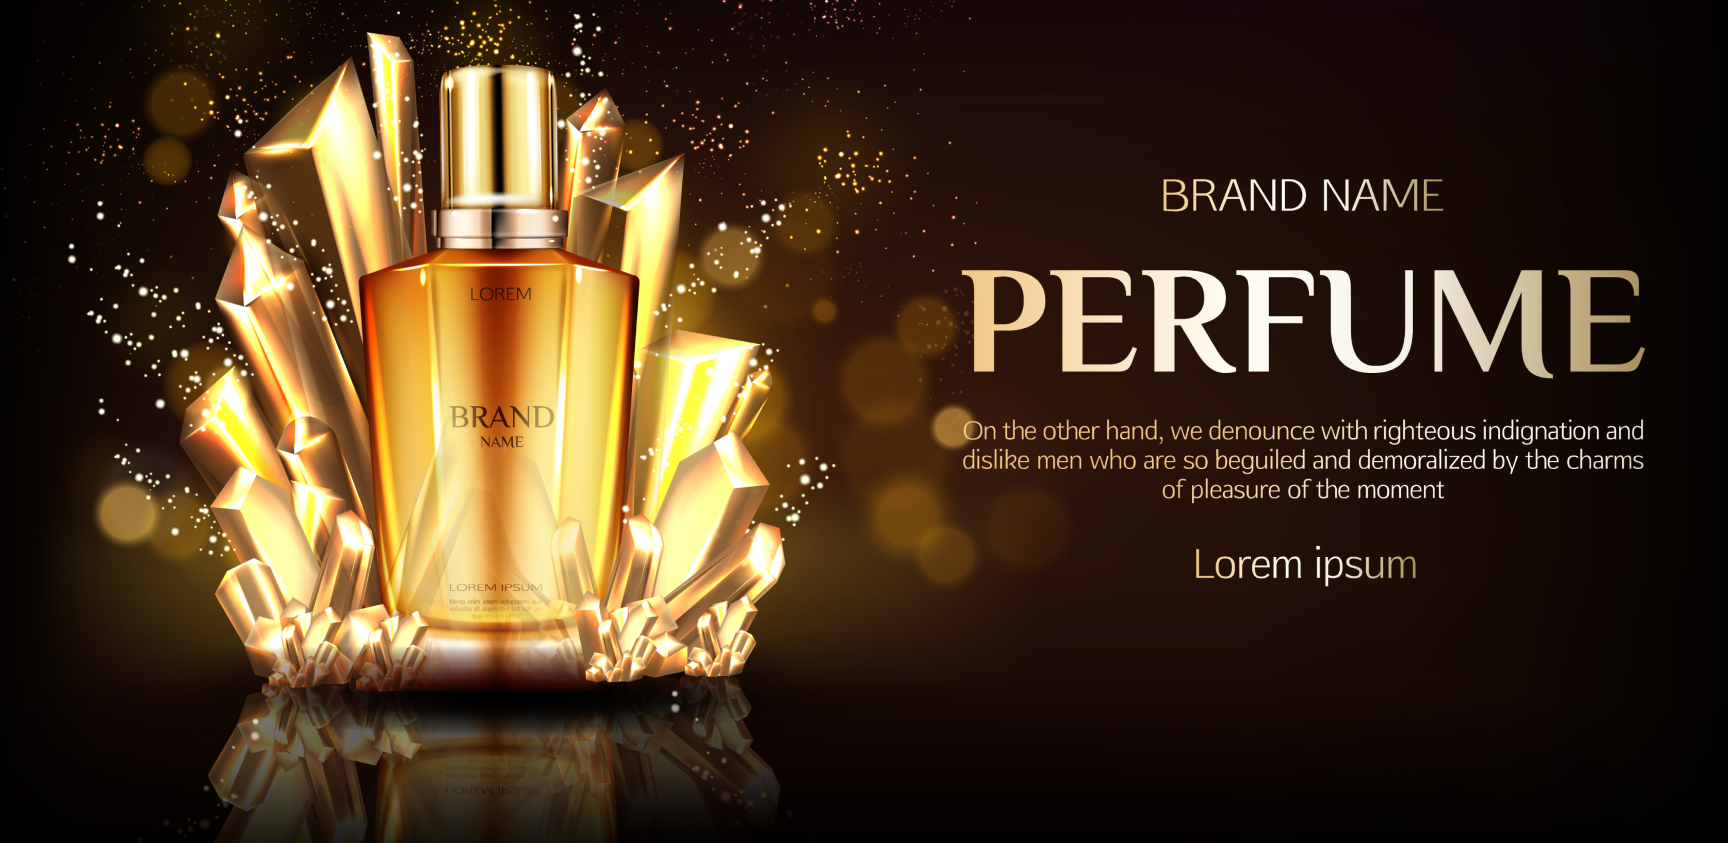 LOREM
BRAND
NAME
LOREM IPSUM
BRAND NAME
PERFUME
On the other hand, we denounce with righteous indignation and
dislike men who are so beguiled and demoralized by the charms
of pleasure of the moment
Lorem ipsum